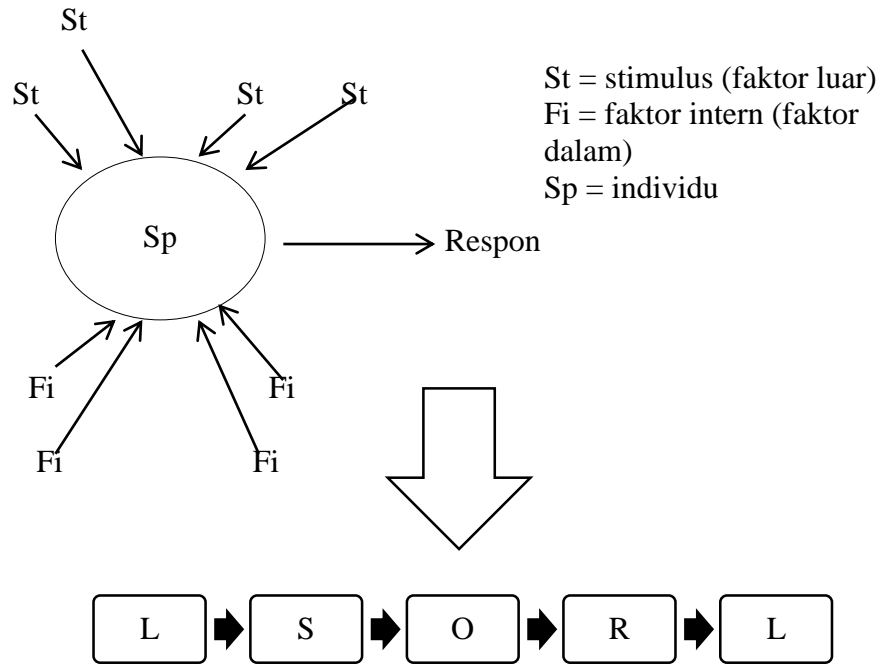 St
St
St
St
St = stimulus (faktor luar)
Fi = faktor intern (faktor
dalam)
Sp = individu
Sp
Respon
Fi
Fi
Fi
Fi
L
S
O
R
L